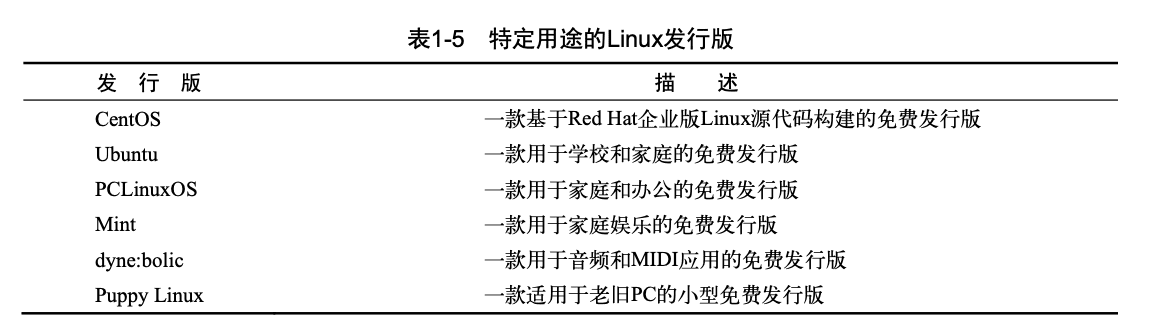 表1-5 特定用途的Linux发行版
发 行 版 描 述
CentOS 一款基于Red Hat企业版Linux源代码构建的免费发行版
Ubuntu 一款用于学校和家庭的免费发行版
PCLinuxOS 一款用于家庭和办公的免费发行版
Mint 一款用于家庭娱乐的免费发行版
dyne:bolic 一款用于音频和MIDI应用的免费发行版
Puppy Linux 一款适用于老旧PC的小型免费发行版